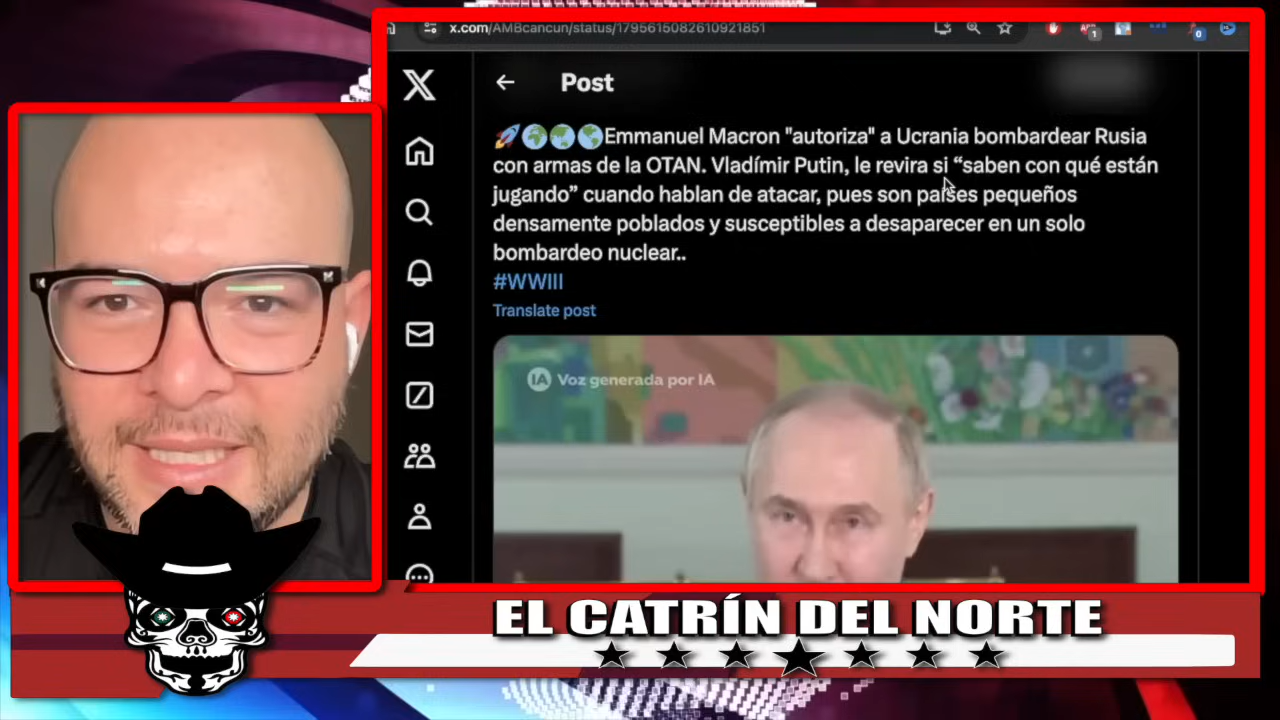 x.com/AMBcancun/status/1795615082610921851
1
0
Post
🚀🌍🌏🌎Emmanuel Macron "autoriza" a Ucrania bombardear Rusia
con armas de la OTAN. Vladímir Putin, le revira si “saben con qué están
jugando” cuando hablan de atacar, pues son países pequeños
densamente poblados y susceptibles a desaparecer en un solo
bombardeo nuclear..
#WWIII
Translate post
IA Voz generada por IA
EL CATRÍN DEL NORTE